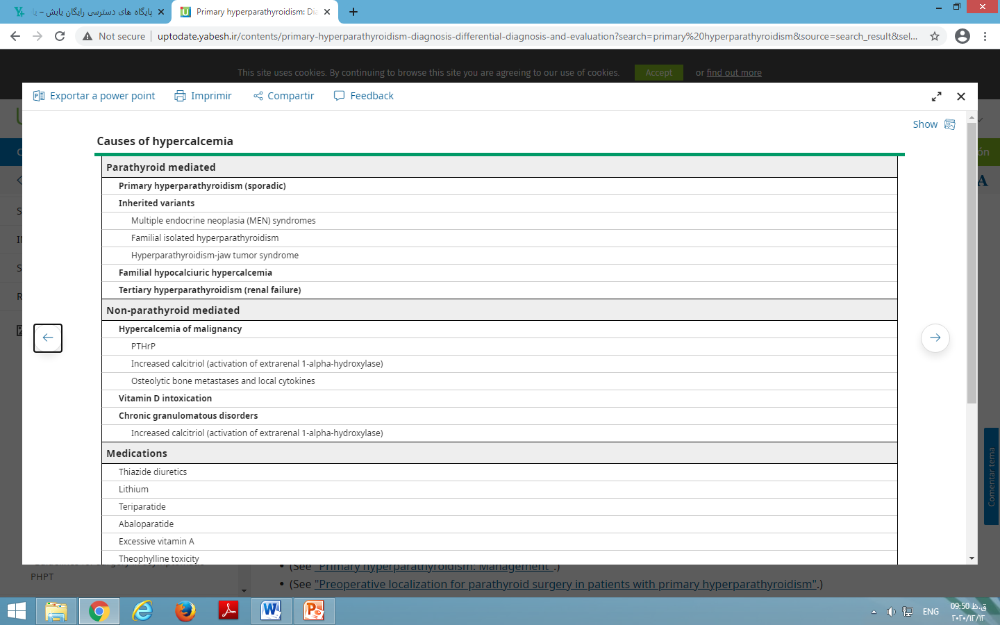 پایگاه های دسترسی رایگان یابش – یا
Primary hyperparathyroidism: Dia
Not secure
uptodate.yabesh.ir/contents/primary-hyperparathyroidism-diagnosis-differential-diagnosis-and-evaluation?search=primary%20hyperparathyroidism&source=search_result&sel...
This site uses cookies. By continuing to browse this site you are agreeing to our use of cookies. Accept or find out more
Exportar a power point Imprimir Compartir Feedback
Show
Causes of hypercalcemia
Parathyroid mediated
Primary hyperparathyroidism (sporadic)
Inherited variants
Multiple endocrine neoplasia (MEN) syndromes
Familial isolated hyperparathyroidism
Hyperparathyroidism-jaw tumor syndrome
Familial hypocalciuric hypercalcemia
Tertiary hyperparathyroidism (renal failure)
Non-parathyroid mediated
Hypercalcemia of malignancy
PTHrP
Increased calcitriol (activation of extrarenal 1-alpha-hydroxylase)
Osteolytic bone metastases and local cytokines
Vitamin D intoxication
Chronic granulomatous disorders
Increased calcitriol (activation of extrarenal 1-alpha-hydroxylase)
Medications
Thiazide diuretics
Lithium
Teriparatide
Abaloparatide
Excessive vitamin A
Theophylline toxicity
Comentar tema
PHPT
• (See "Primary hyperparathyroidism: Management".)
• (See "Preoperative localization for parathyroid surgery in patients with primary hyperparathyroidism".)
ENG
09:50 ق.ظ
۲۰۲۰/۱۲/۱۲